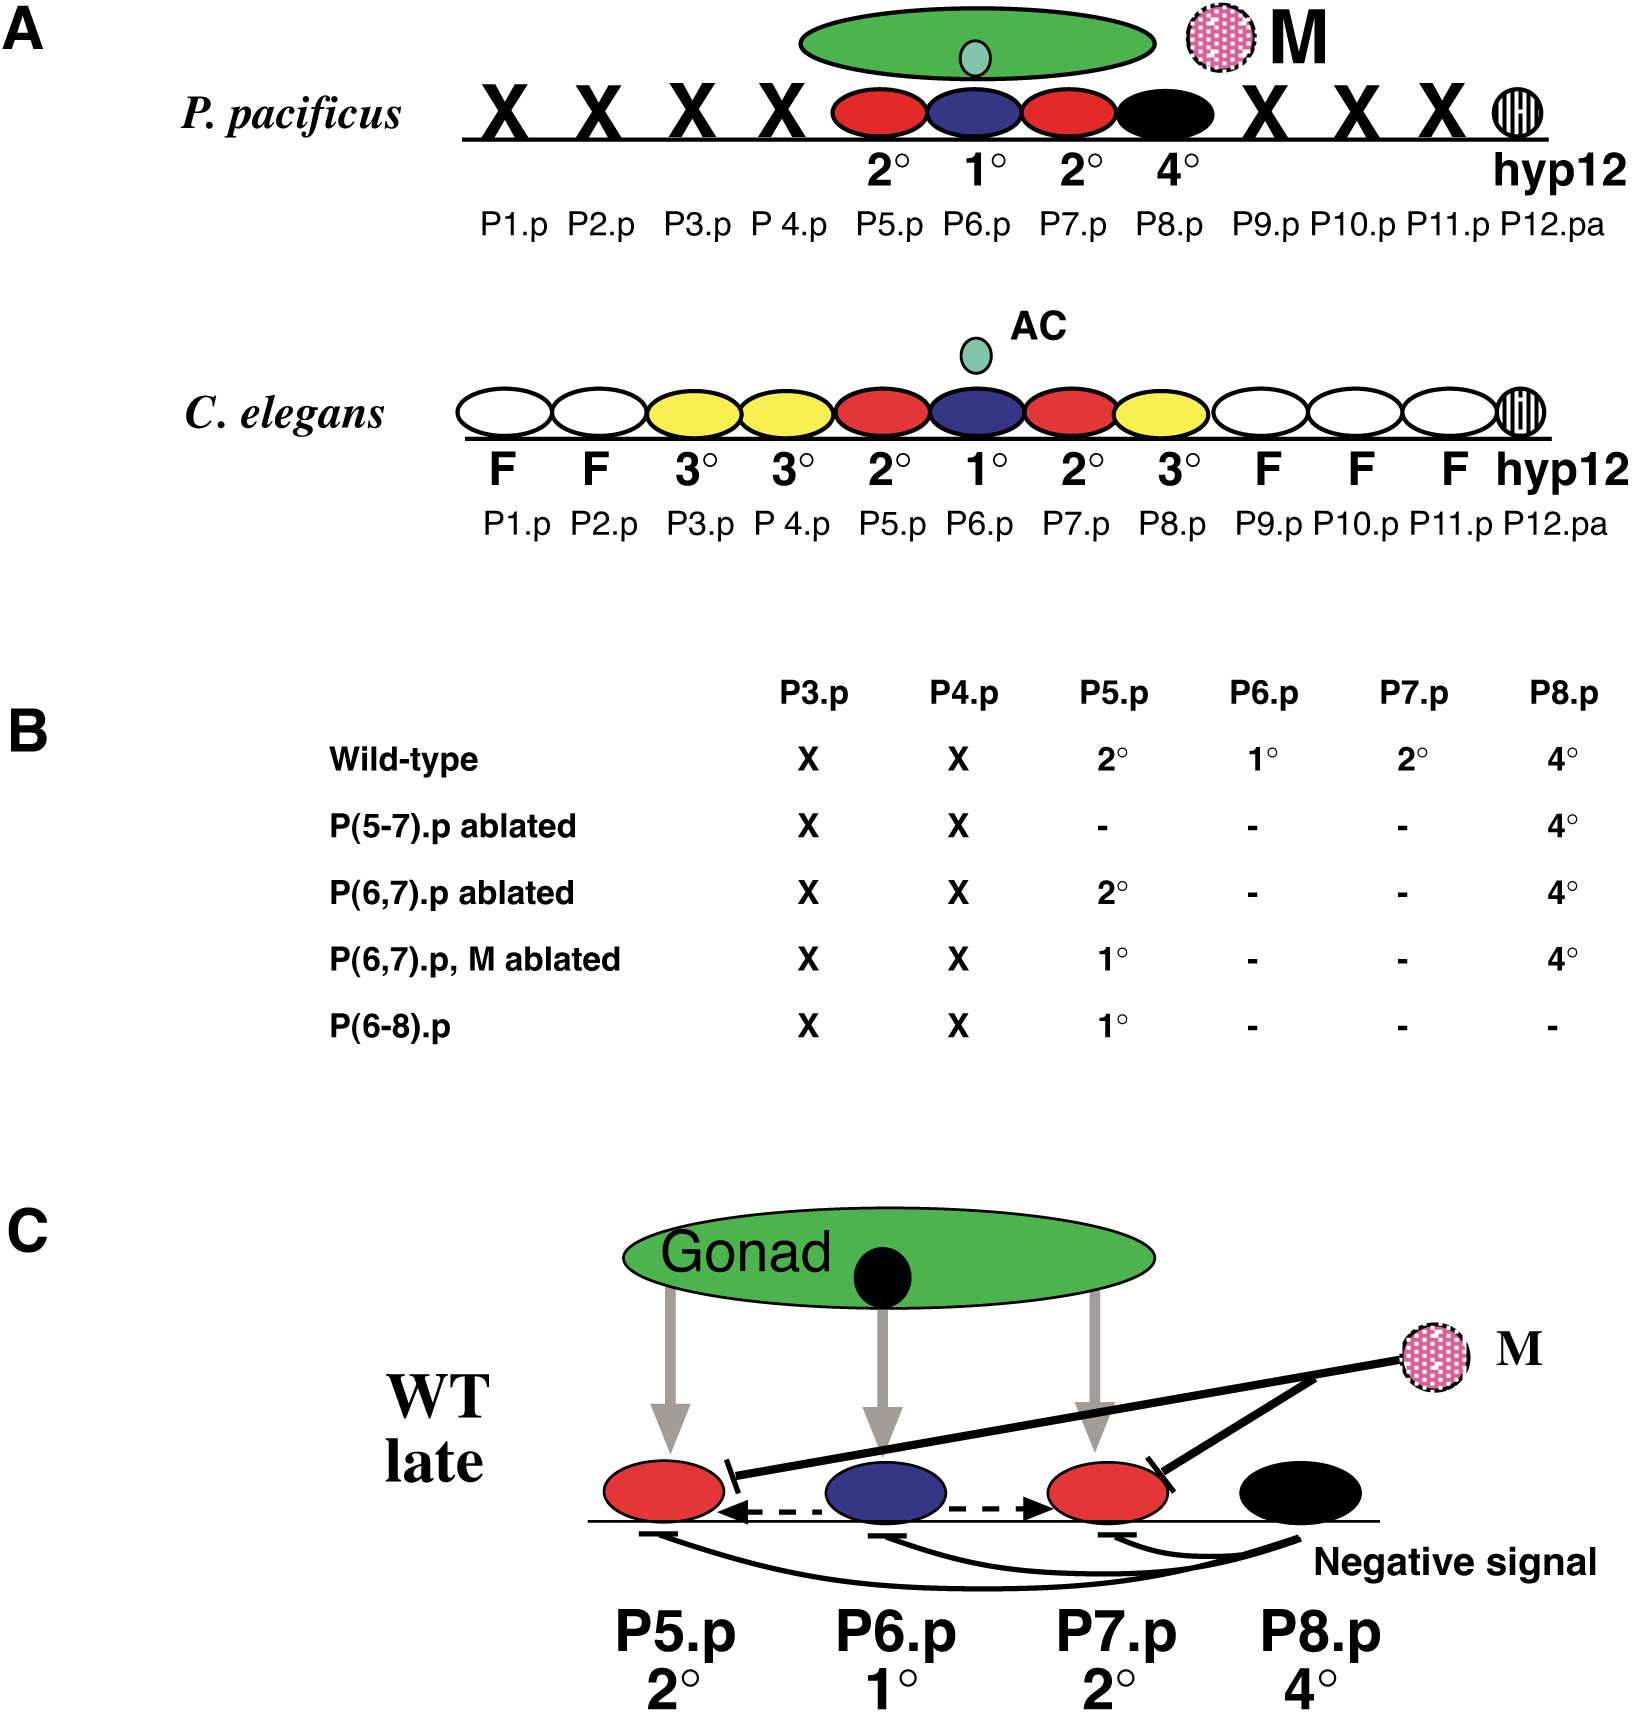 A
M
P. pacificus X X X X X X X
2° 1° 2° 4° hyp12
P1.p P2.p P3.p P 4.p P5.p P6.p P7.p P8.p P9.p P10.p P11.p P12.pa
AC
C. elegans
F F 3° 3° 2° 1° 2° 3° F F F hyp12
P1.p P2.p P3.p P 4.p P5.p P6.p P7.p P8.p P9.p P10.p P11.p P12.pa
B
P3.p P4.p P5.p P6.p P7.p P8.p
Wild-type X X 2° 1° 2° 4°
P(5-7).p ablated X X - - - 4°
P(6,7).p ablated X X 2° - - 4°
P(6,7).p, M ablated X X 1° - - 4°
P(6-8).p X X 1° - - -
C
Gonad
M
WT
late
Negative signal
P5.p P6.p P7.p P8.p
2° 1° 2° 4°